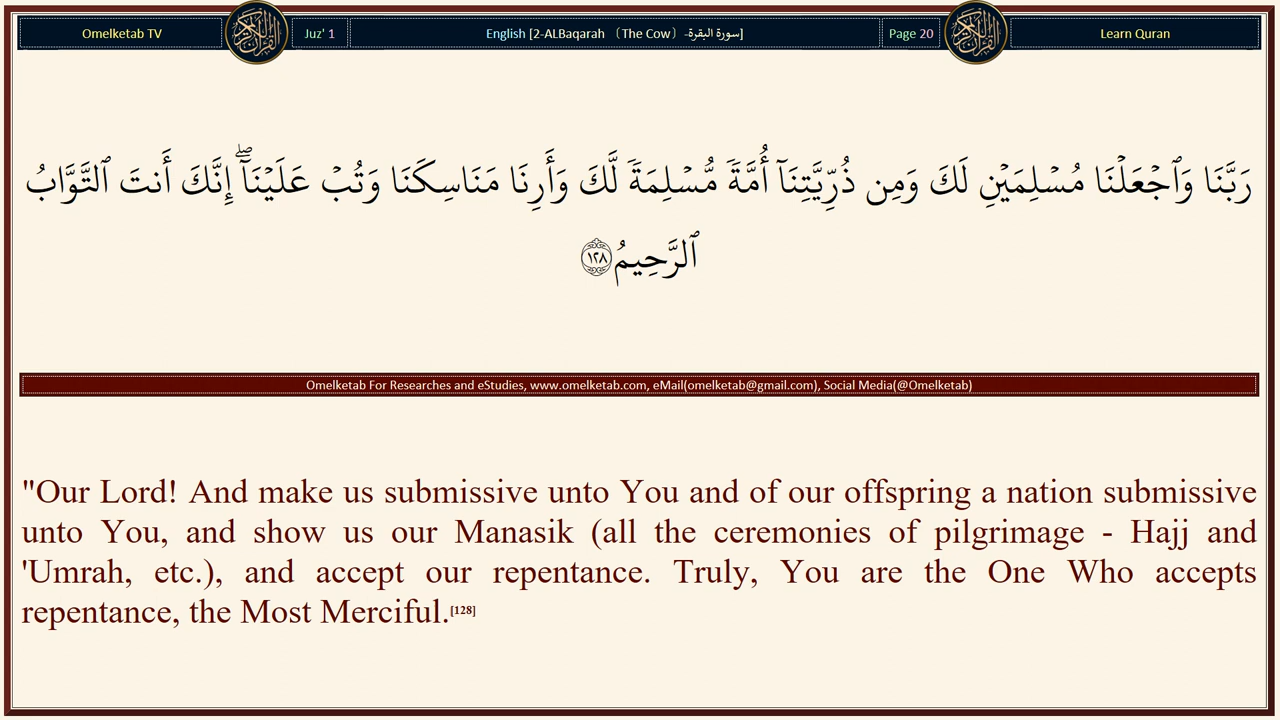 Omelketab TV
Juz' 1
English [2-ALBaqarah （The Cow） -سورة البقرة]
Page 20
Learn Quran
رَبَّنَا وَٱجۡعَلۡنَا مُسۡلِمَيۡنِ لَكَ وَمِن ذُرِّيَّتِنَآ أُمَّةٗ مُّسۡلِمَةٗ لَّكَ وَأَرِنَا مَنَاسِكَنَا وَتُبۡ عَلَيۡنَآۖ إِنَّكَ أَنتَ ٱلتَّوَّابُ
ٱلرَّحِيمُ ١٢٨
Omelketab For Researches and eStudies, www.omelketab.com, eMail(omelketab@gmail.com), Social Media(@Omelketab)
"Our Lord! And make us submissive unto You and of our offspring a nation submissive
unto You, and show us our Manasik (all the ceremonies of pilgrimage - Hajj and
'Umrah, etc.), and accept our repentance. Truly, You are the One Who accepts
repentance, the Most Merciful.[128]